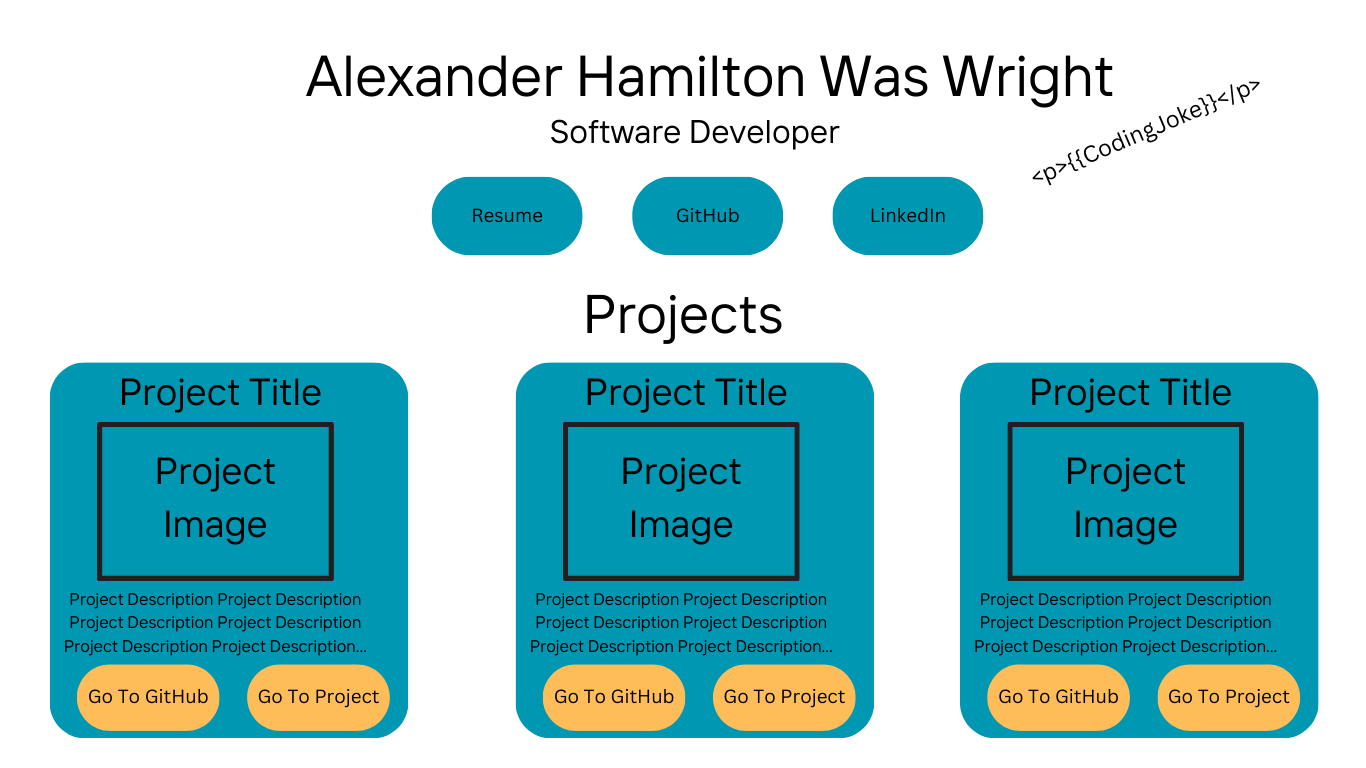 Alexander Hamilton Was Wright
Software Developer
<p>{{CodingJoke}}</p>
Resume
GitHub
LinkedIn
Projects
Project Title
Project
Image
Project Description Project Description
Project Description Project Description
Project Description Project Description...
Go To GitHub
Go To Project
Project Title
Project
Image
Project Description Project Description
Project Description Project Description
Project Description Project Description...
Go To GitHub
Go To Project
Project Title
Project
Image
Project Description Project Description
Project Description Project Description
Project Description Project Description...
Go To GitHub
Go To Project